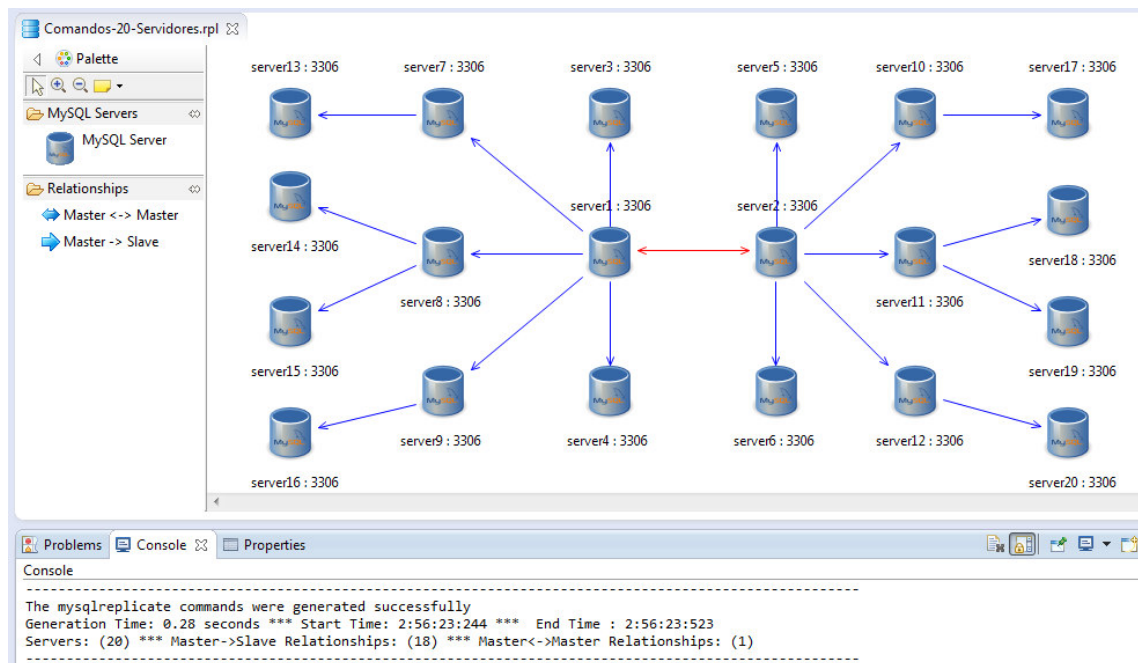 Comandos-20-Servidores.rpl
Palette
MySQL Servers
MySQL Server
Relationships
Master <-> Master
Master -> Slave
server13 : 3306
server7 : 3306
server3 : 3306
server5 : 3306
server10 : 3306
server17 : 3306
server1 : 3306
server2 : 3306
server14 : 3306
server8 : 3306
server11 : 3306
server18 : 3306
server15 : 3306
server19 : 3306
server9 : 3306
server4 : 3306
server6 : 3306
server12 : 3306
server16 : 3306
server20 : 3306
Problems
Console
Properties
Console
--------------------------------------------------------------------------------------------------------
The mysqlreplicate commands were generated successfully
Generation Time: 0.28 seconds *** Start Time: 2:56:23:244 *** End Time : 2:56:23:523
Servers: (20) *** Master->Slave Relationships: (18) *** Master<->Master Relationships: (1)
--------------------------------------------------------------------------------------------------------